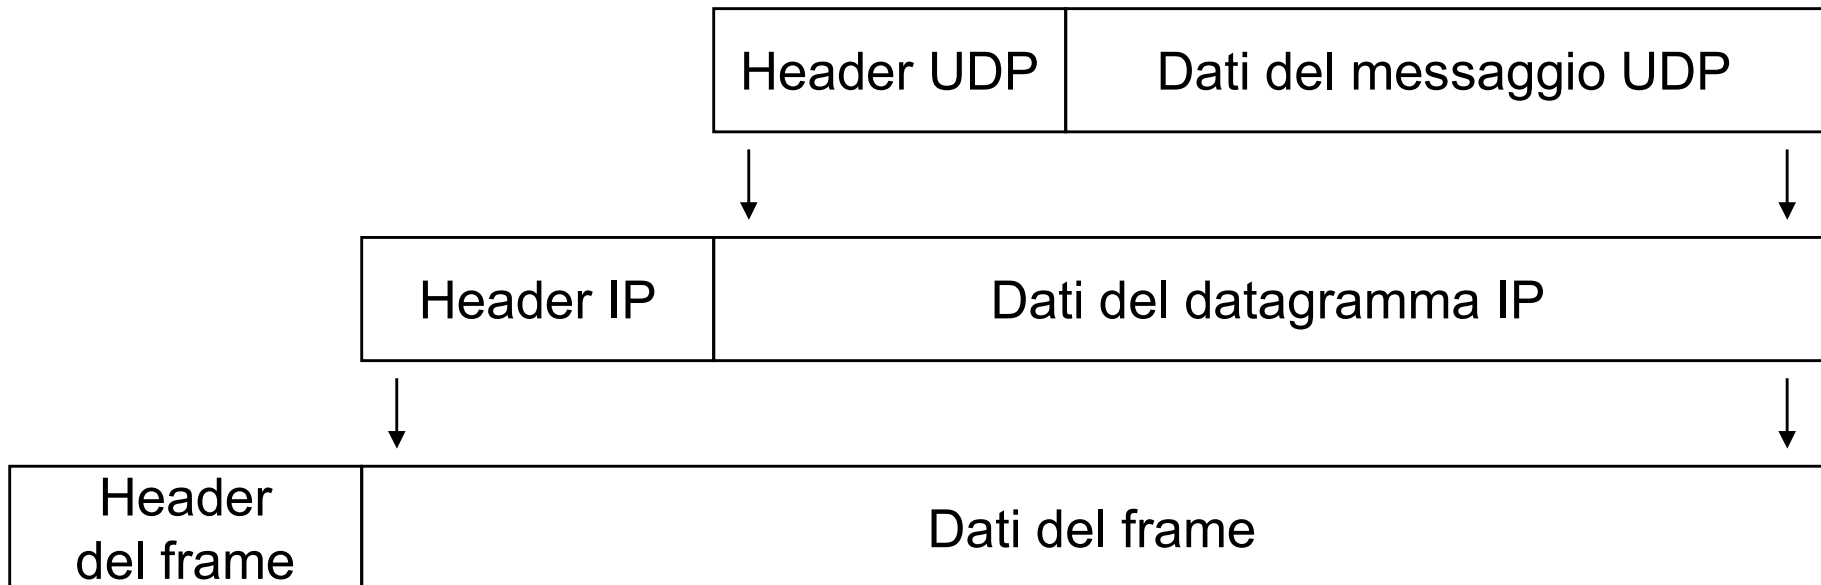 Header UDP
Dati del messaggio UDP
Header IP
Dati del datagramma IP
Header
del frame
Dati del frame